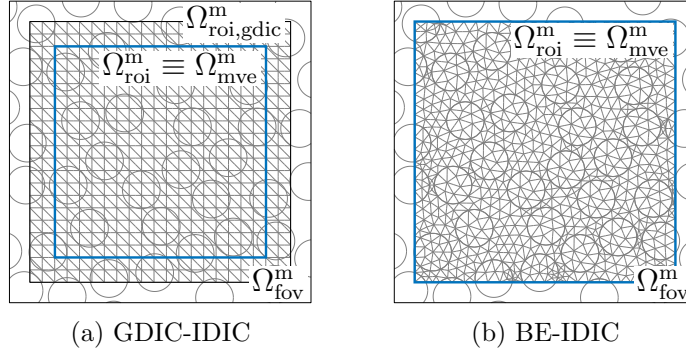 Ω^m_roi,gdic
Ω^m_roi ≡ Ω^m_mve
Ω^m_fov
(a) GDIC-IDIC
Ω^m_roi ≡ Ω^m_mve
Ω^m_fov
(b) BE-IDIC